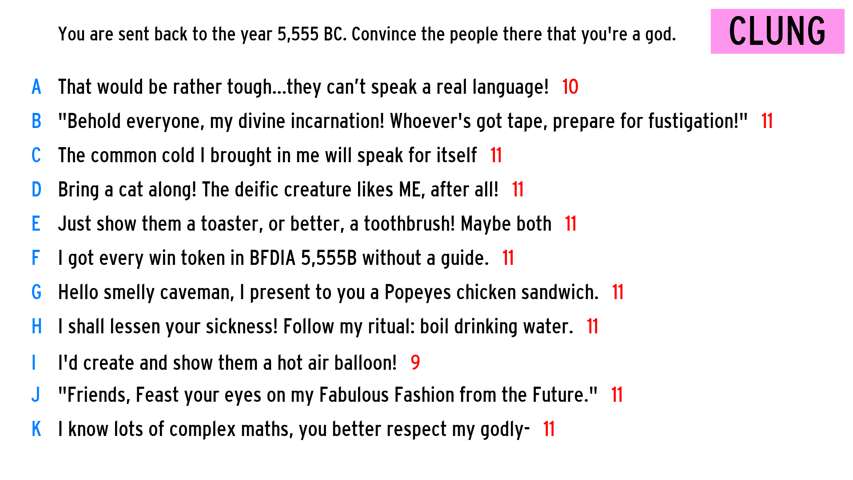 You are sent back to the year 5,555 BC. Convince the people there that you're a god.
CLUNG
A That would be rather tough...they can't speak a real language! 10
B "Behold everyone, my divine incarnation! Whoever's got tape, prepare for fustigation!" 11
C The common cold I brought in me will speak for itself 11
D Bring a cat along! The deific creature likes ME, after all! 11
E Just show them a toaster, or better, a toothbrush! Maybe both 11
F I got every win token in BFDIA 5,555B without a guide. 11
G Hello smelly caveman, I present to you a Popeyes chicken sandwich. 11
H I shall lessen your sickness! Follow my ritual: boil drinking water. 11
I I'd create and show them a hot air balloon! 9
J "Friends, Feast your eyes on my Fabulous Fashion from the Future." 11
K I know lots of complex maths, you better respect my godly- 11